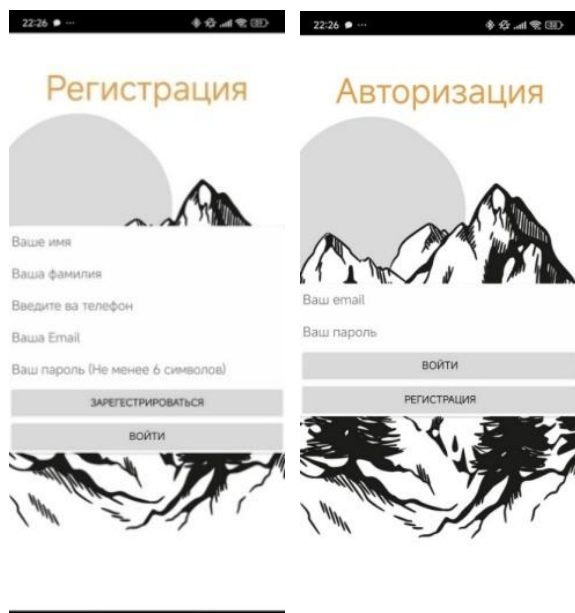 22:26
Регистрация
Ваше имя
Ваша фамилия
Введите ва телефон
Ваша Email
Ваш пароль (Не менее 6 символов)
ЗАРЕГЕСТРИРОВАТЬСЯ
ВОЙТИ
22:26
Авторизация
Ваш email
Ваш пароль
ВОЙТИ
РЕГИСТРАЦИЯ